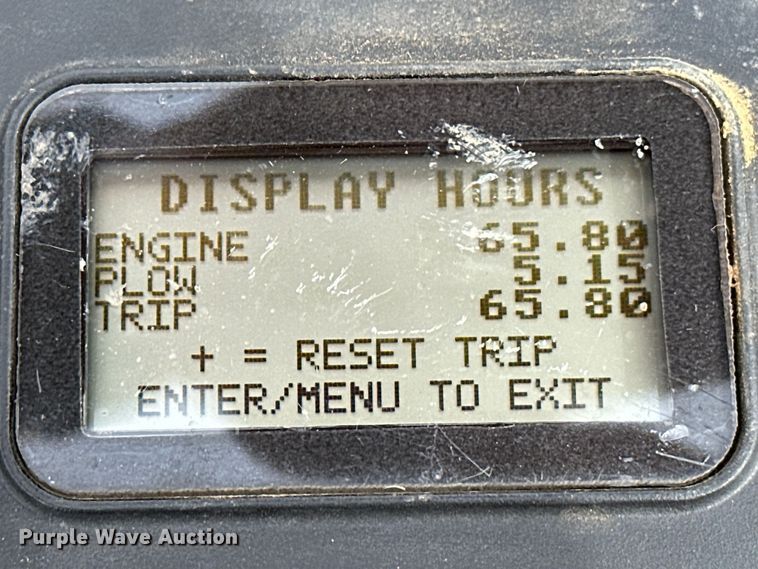 DISPLAY HOURS
ENGINE 65.80
PLOW 5.15
TRIP 65.80
+ = RESET TRIP
ENTER/MENU TO EXIT
Purple Wave Auction